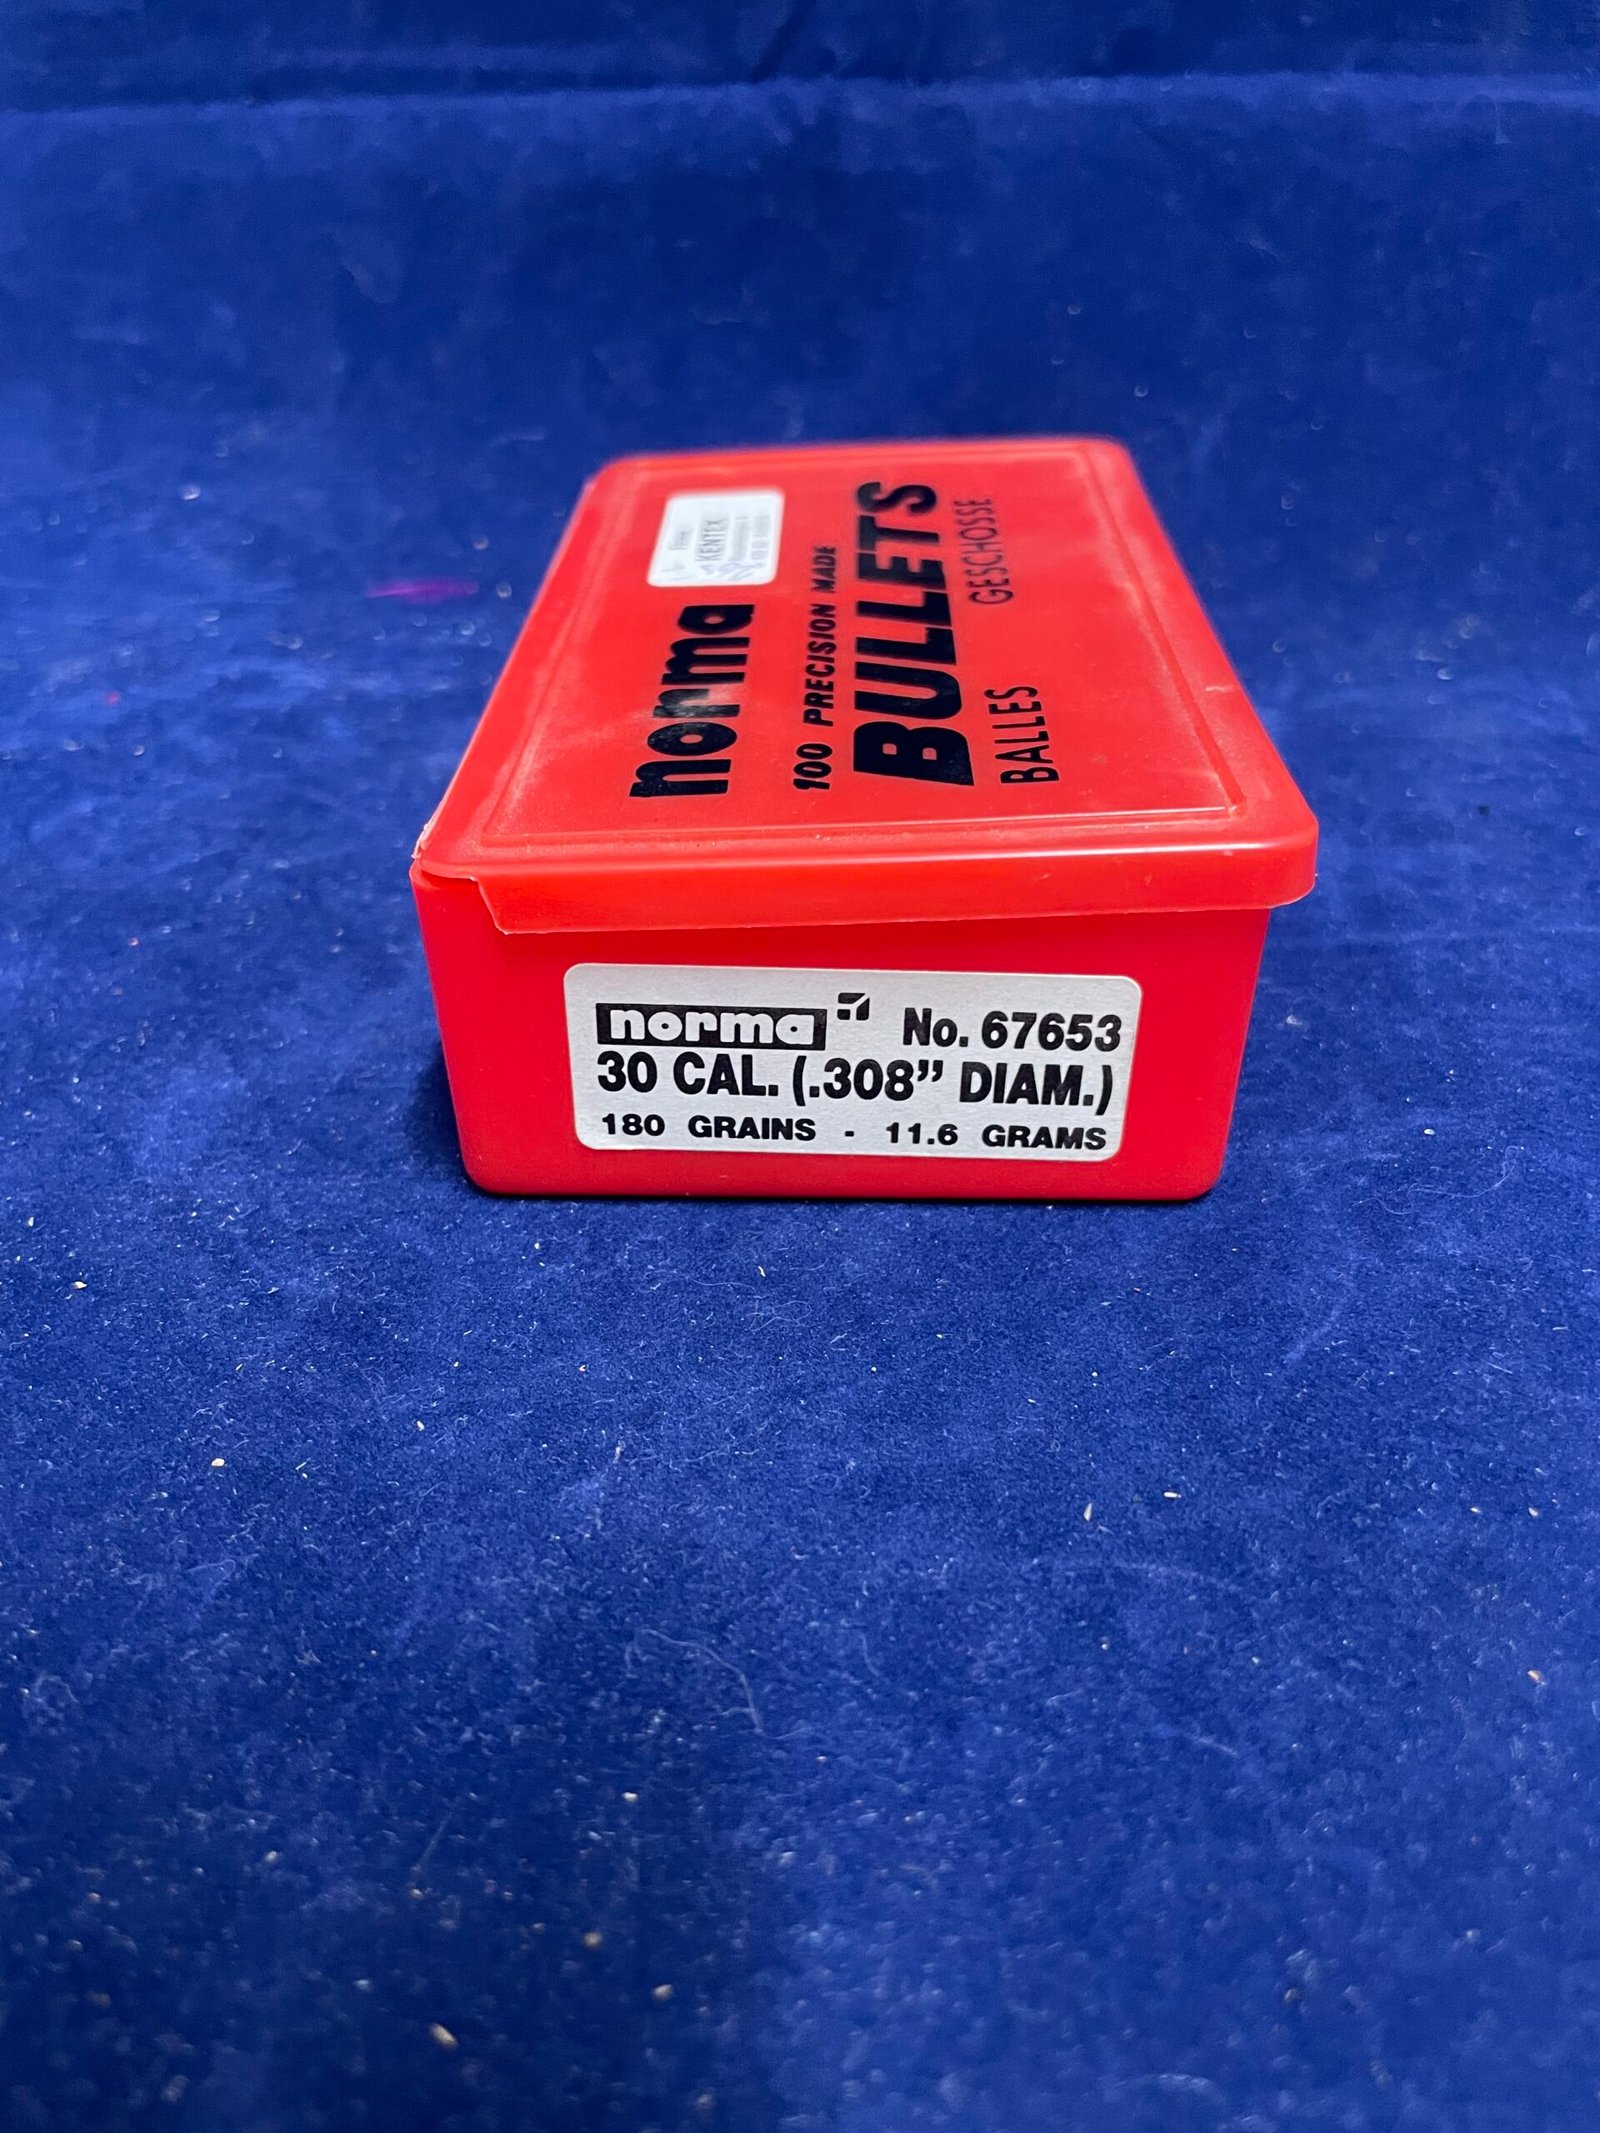 KENTEK
norma
100 PRECISION MADE
BULLETS
BALLES GESCHOSSE
norma No. 67653
30 CAL. (.308” DIAM.)
180 GRAINS - 11.6 GRAMS